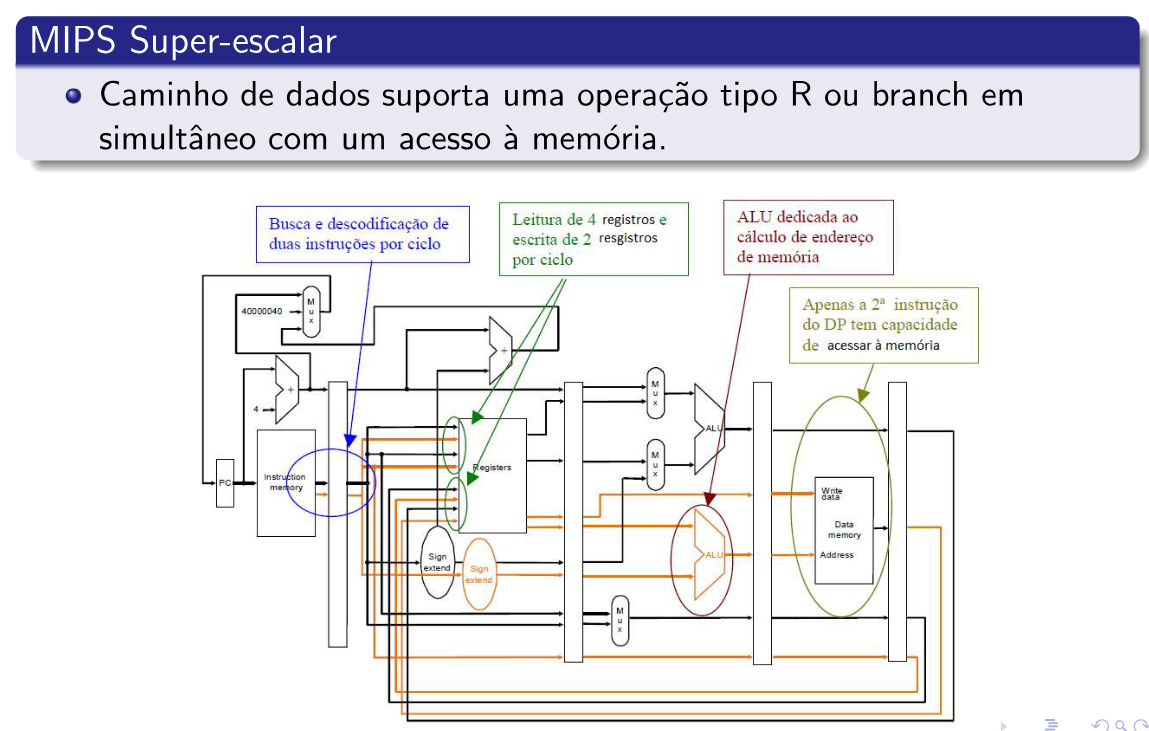 MIPS Super-escalar
Caminho de dados suporta uma operação tipo R ou branch em
simultâneo com um acesso à memória.
Busca e descodificação de
duas instruções por ciclo
Leitura de 4 registros e
escrita de 2 resgistros
por ciclo
ALU dedicada ao
cálculo de endereço
de memória
Apenas a 2ª instrução
do DP tem capacidade
de acessar à memória
M
u
x
40000040
+
4
+
PC
Instruction
memory
Registers
Sign
extend
Sign
extend
M
u
x
M
u
x
ALU
ALU
M
u
x
Write
data
Data
memory
Address